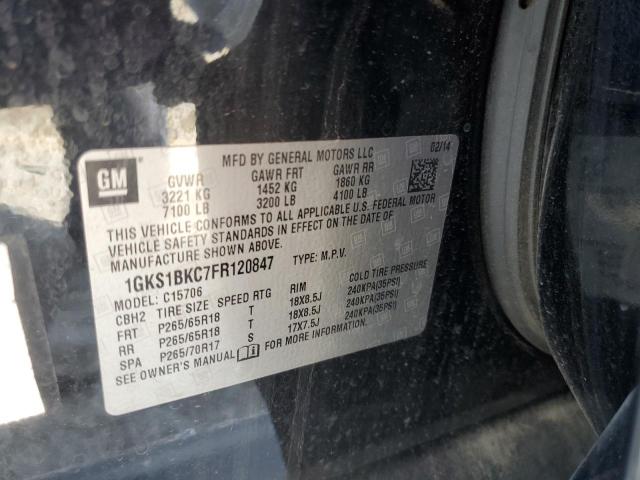 GM
MFD BY GENERAL MOTORS LLC
02/14
GVWR GAWR FRT GAWR RR
3221 KG 1452 KG 1860 KG
7100 LB 3200 LB 4100 LB
THIS VEHICLE CONFORMS TO ALL APPLICABLE U.S. FEDERAL MOTOR
VEHICLE SAFETY STANDARDS IN EFFECT ON THE DATE OF
MANUFACTURE SHOWN ABOVE.
1GKS1BKC7FR120847 TYPE: M.P.V.
MODEL: C15706
CBH2 TIRE SIZE SPEED RTG RIM COLD TIRE PRESSURE
FRT P265/65R18 T 18X8.5J 240KPA(35PSI)
RR P265/65R18 T 18X8.5J 240KPA(35PSI)
SPA P265/70R17 S 17X7.5J 240KPA(35PSI)
SEE OWNER'S MANUAL FOR MORE INFORMATION.